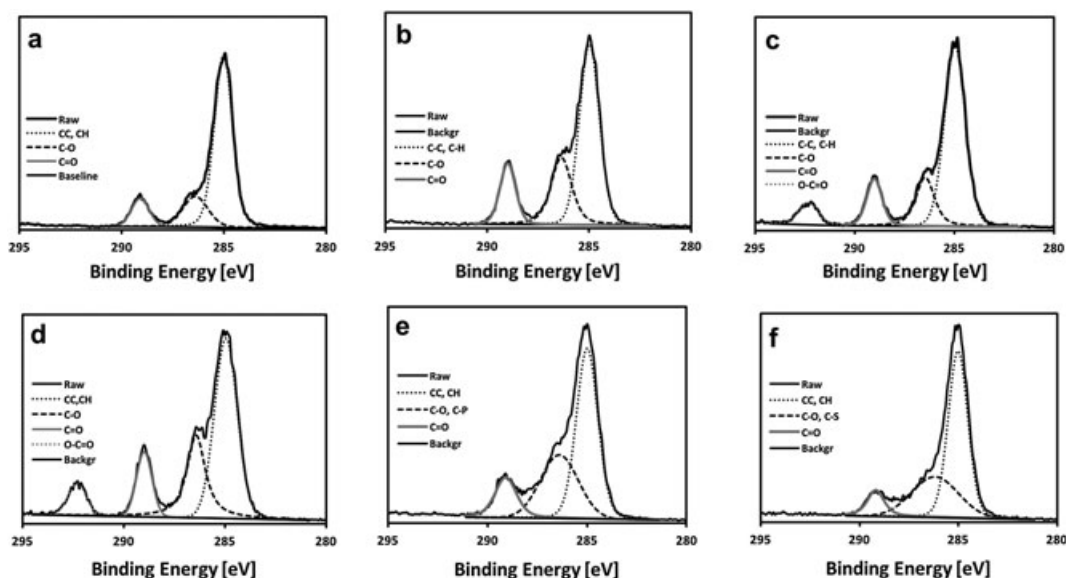 a
Raw
CC, CH
C-O
C=O
Baseline
295 290 285 280
Binding Energy [eV]
b
Raw
Backgr
C-C, C-H
C-O
C=O
295 290 285 280
Binding Energy [eV]
c
Raw
Backgr
C-C, C-H
C-O
C=O
O-C=O
295 290 285 280
Binding Energy [eV]
d
Raw
CC,CH
C-O
C=O
O-C=O
Backgr
295 290 285 280
Binding Energy [eV]
e
Raw
CC, CH
C-O, C-P
C=O
Backgr
295 290 285 280
Binding Energy [eV]
f
Raw
CC, CH
C-O, C-S
C=O
Backgr
295 290 285 280
Binding Energy [eV]